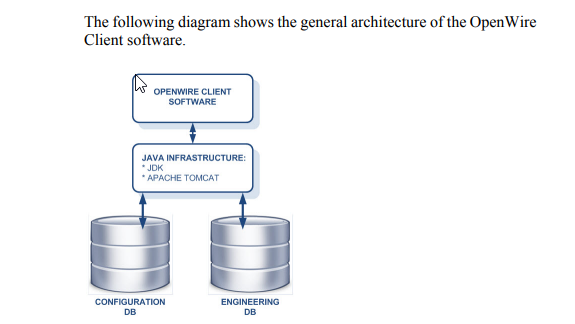 The following diagram shows the general architecture of the OpenWire
Client software.
OPENWIRE CLIENT
SOFTWARE
JAVA INFRASTRUCTURE:
* JDK
* APACHE TOMCAT
CONFIGURATION
DB
ENGINEERING
DB